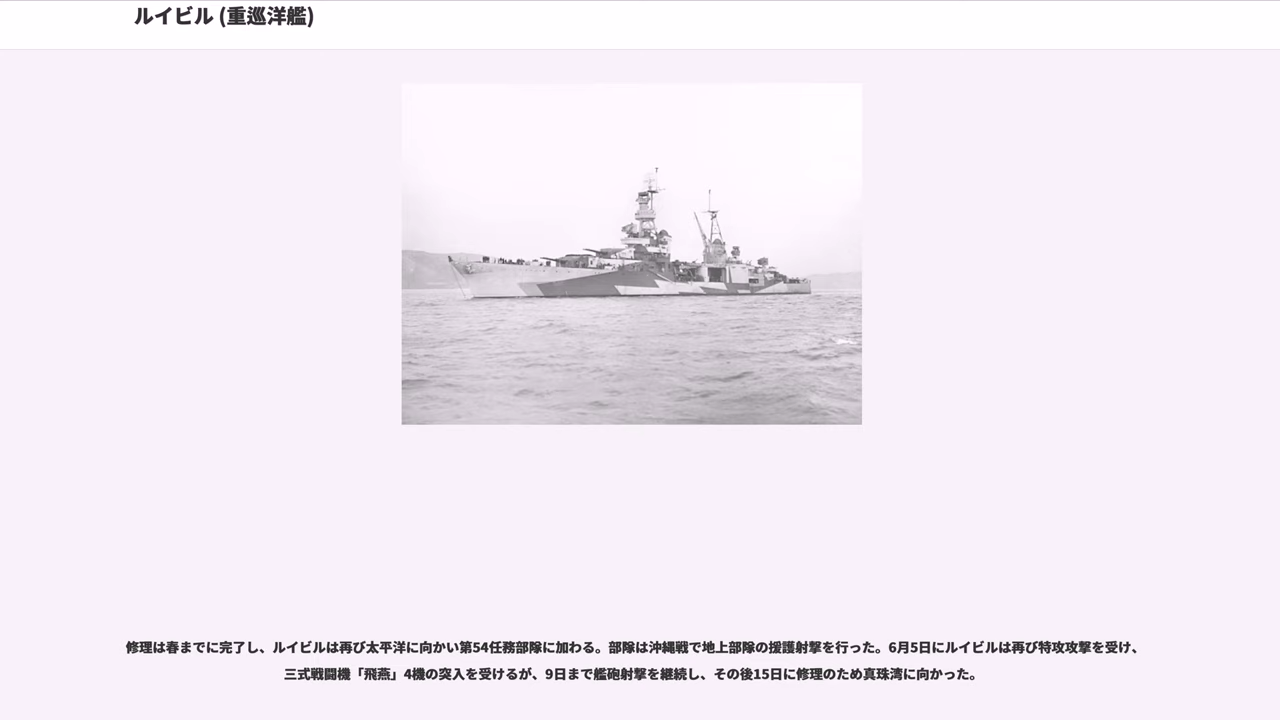 ルイビル (重巡洋艦)
修理は春までに完了し、ルイビルは再び太平洋に向かい第54任務部隊に加わる。部隊は沖縄戦で地上部隊の援護射撃を行った。6月5日にルイビルは再び特攻攻撃を受け、
三式戦闘機「飛燕」4機の突入を受けるが、9日まで艦砲射撃を継続し、その後15日に修理のため真珠湾に向かった。